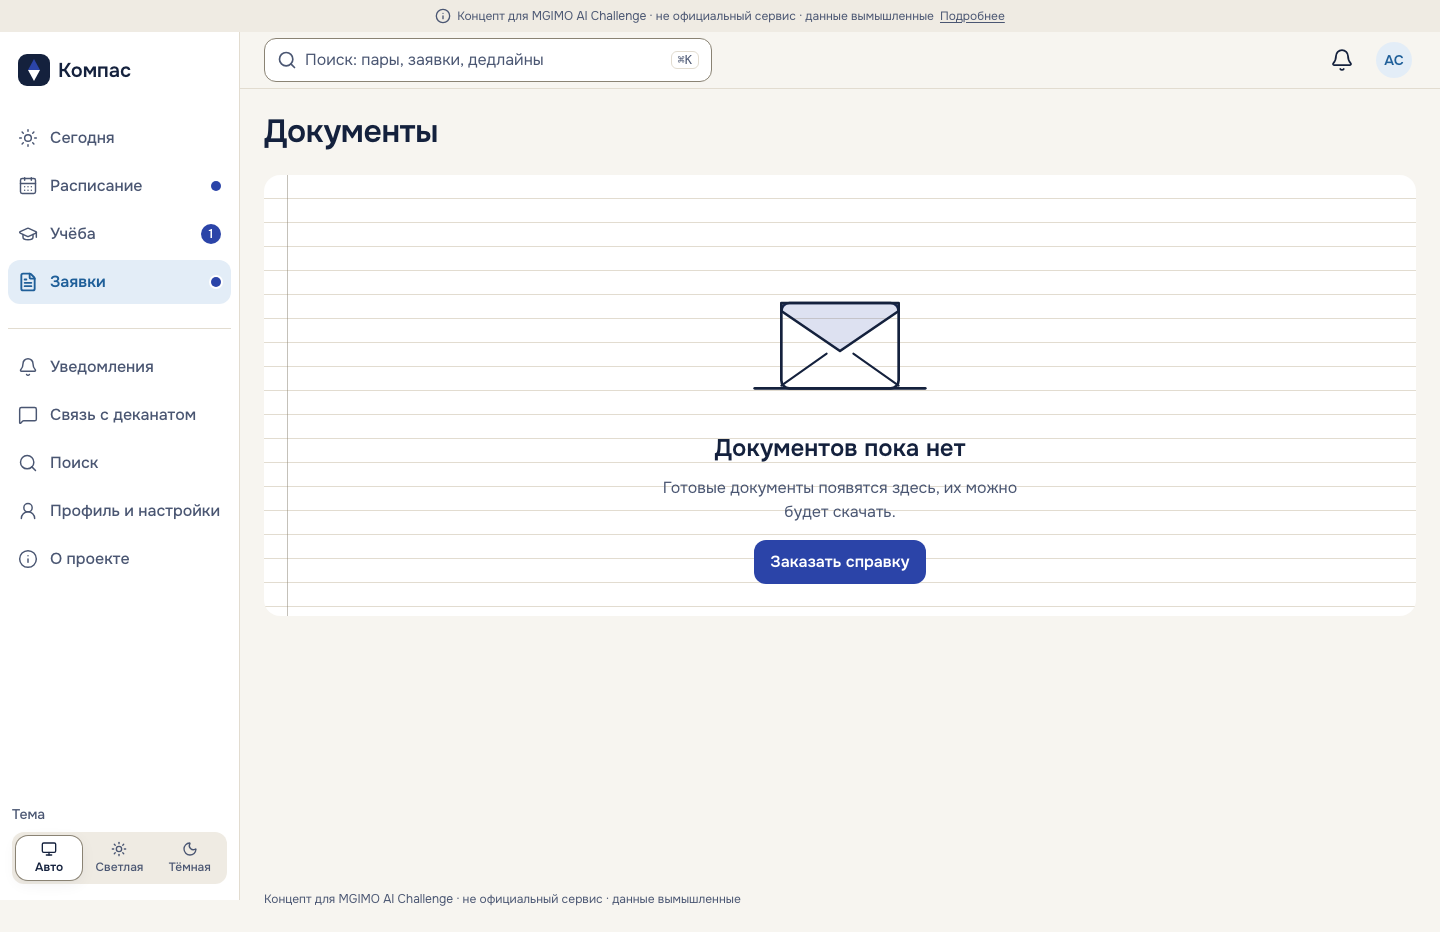 Концепт для MGIMO AI Challenge · не официальный сервис · данные вымышленные Подробнее
Компас
Поиск: пары, заявки, дедлайны
⌘K
АС
Сегодня
Расписание
Учёба
1
Заявки
Уведомления
Связь с деканатом
Поиск
Профиль и настройки
О проекте
Тема
Авто
Светлая
Тёмная
Документы
Документов пока нет
Готовые документы появятся здесь, их можно
будет скачать.
Заказать справку
Концепт для MGIMO AI Challenge · не официальный сервис · данные вымышленные